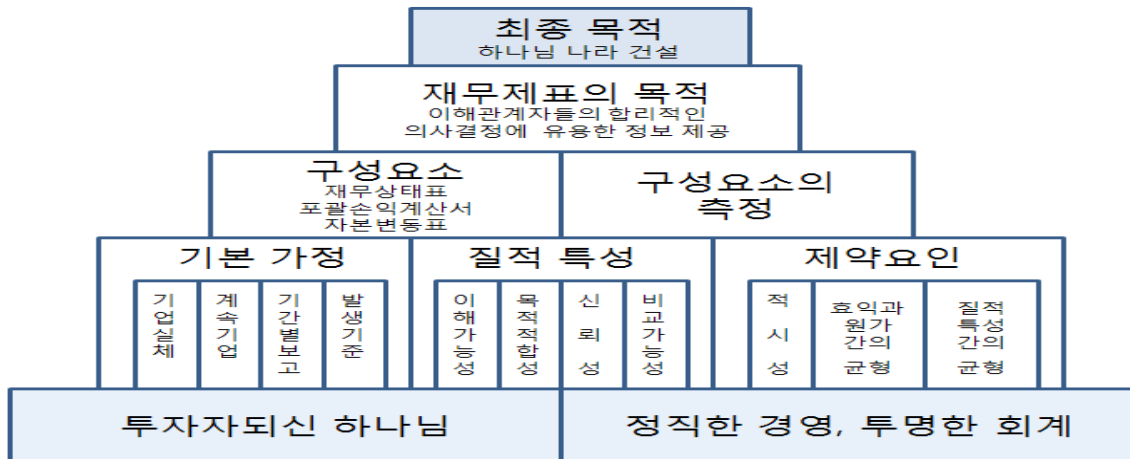 최종 목적
하나님 나라 건설
재무제표의 목적
이해관계자들의 합리적인
의사결정에 유용한 정보 제공
구성요소
재무상태표
포괄손익계산서
자본변동표
구성요소의
측정
기본 가정
기업실체
계속기업
기간별보고
발생기준
질적 특성
이해가능성
목적적합성
신뢰성
비교가능성
제약요인
적시성
효익과
원가
간의
균형
질적
특성
간의
균형
투자자되신 하나님
정직한 경영, 투명한 회계